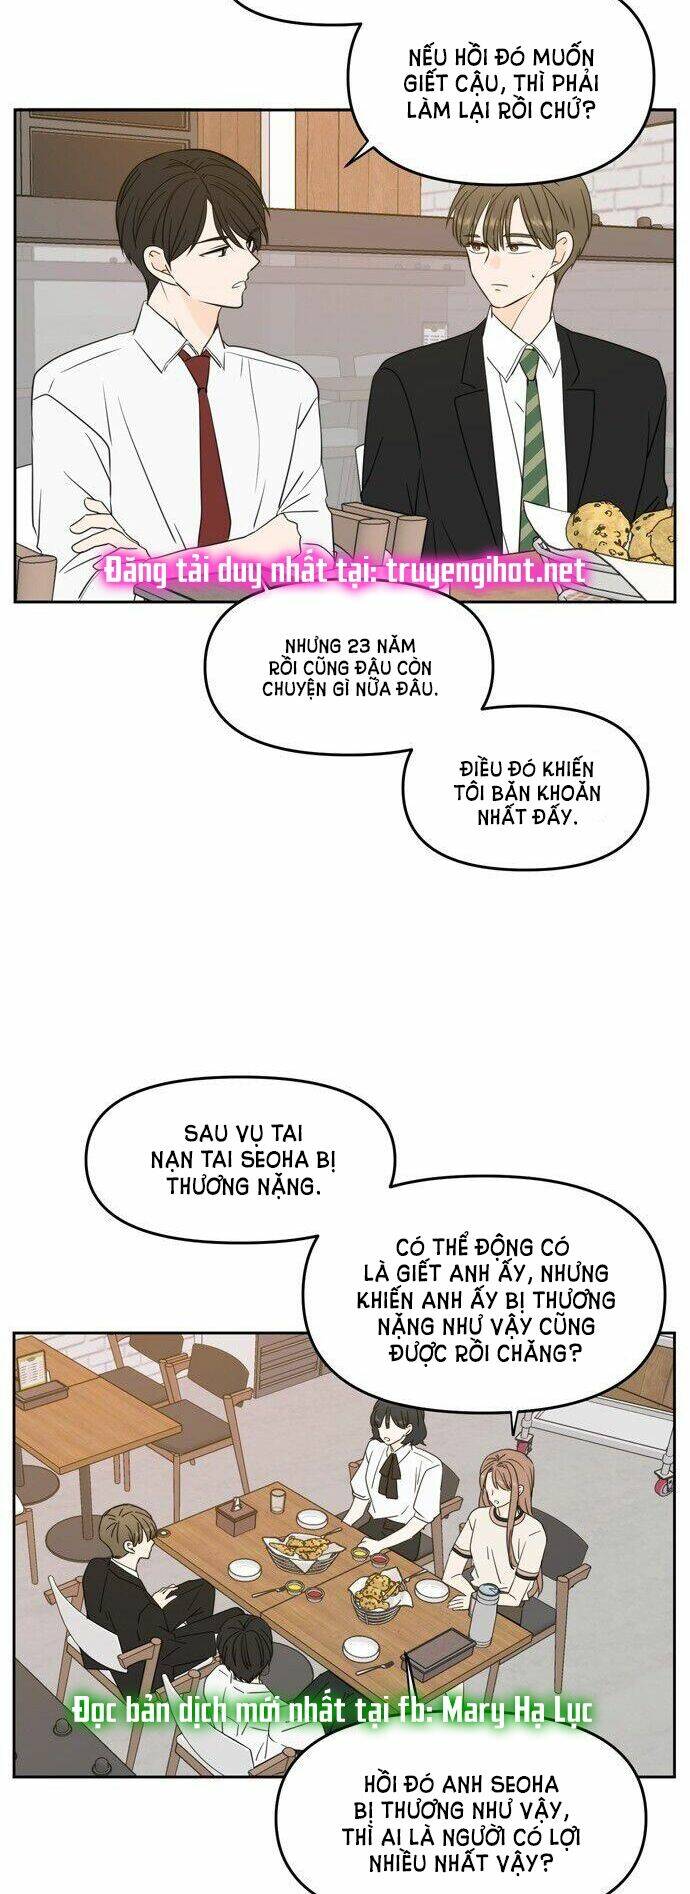 NẾU HỒI ĐÓ MUỐN
GIẾT CẬU, THÌ PHẢI
LÀM LẠI RỒI CHỨ?
Đăng tải duy nhất tại: truyengihot.net
NHƯNG 23 NĂM
RỒI CŨNG ĐÂU CÒN
CHUYỆN GÌ NỮA ĐÂU.
ĐIỀU ĐÓ KHIẾN
TÔI BĂN KHOĂN
NHẤT ĐẤY.
SAU VỤ TAI
NẠN TAI SEOHA BỊ
THƯƠNG NẶNG.
CÓ THỂ ĐỘNG CÓ
LÀ GIẾT ANH ẤY, NHƯNG
KHIẾN ANH ẤY BỊ THƯƠNG
NẶNG NHƯ VẬY CŨNG
ĐƯỢC RỒI CHĂNG?
Đọc bản dịch mới nhất tại fb: Mary Hạ Lục
HỒI ĐÓ ANH SEOHA
BỊ THƯƠNG NHƯ VẬY,
THÌ AI LÀ NGƯỜI CÓ LỢI
NHIỀU NHẤT VẬY?